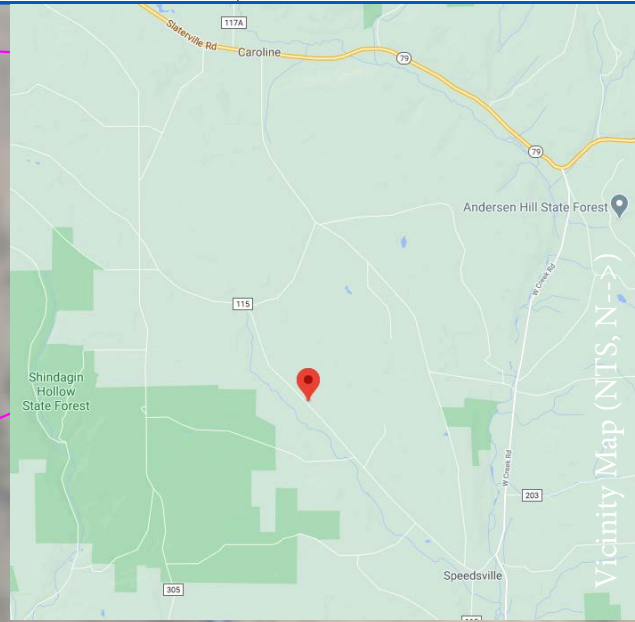 117A
Slaterville Rd
Caroline
79
79
Andersen Hill State Forest
W Creek Rd
115
Shindagin
Hollow
State Forest
W Creek Rd
203
Vicinity Map (NTS, N-->)
Speedsville
305